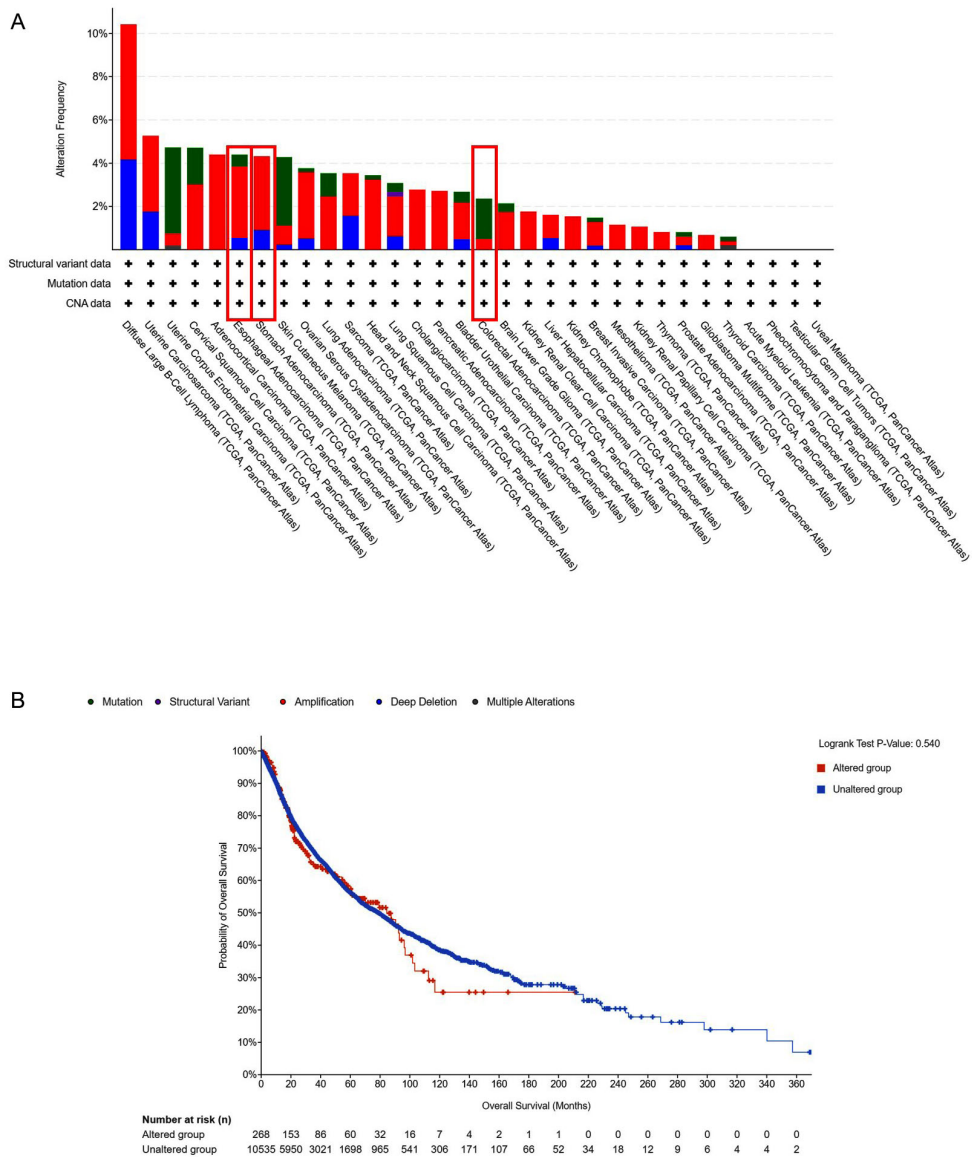 A
10%
8%
6%
4%
2%
Alteration Frequency
Structural variant data
Mutation data
CNA data
Diffuse Large B-Cell Lymphoma (TCGA, PanCancer Atlas)
Uterine Carcinosarcoma (TCGA, PanCancer Atlas)
Uterine Corpus Endometrial Carcinoma (TCGA, PanCancer Atlas)
Cervical Squamous Cell Carcinoma (TCGA, PanCancer Atlas)
Adrenocortical Carcinoma (TCGA, PanCancer Atlas)
Esophageal Adenocarcinoma (TCGA, PanCancer Atlas)
Stomach Adenocarcinoma (TCGA, PanCancer Atlas)
Skin Cutaneous Melanoma (TCGA, PanCancer Atlas)
Ovarian Serous Cystadenocarcinoma (TCGA, PanCancer Atlas)
Lung Adenocarcinoma (TCGA, PanCancer Atlas)
Sarcoma (TCGA, PanCancer Atlas)
Head and Neck Squamous Cell Carcinoma (TCGA, PanCancer Atlas)
Lung Squamous Cell Carcinoma (TCGA, PanCancer Atlas)
Cholangiocarcinoma (TCGA, PanCancer Atlas)
Pancreatic Adenocarcinoma (TCGA, PanCancer Atlas)
Bladder Urothelial Carcinoma (TCGA, PanCancer Atlas)
Colorectal Adenocarcinoma (TCGA, PanCancer Atlas)
Brain Lower Grade Glioma (TCGA, PanCancer Atlas)
Kidney Renal Clear Cell Carcinoma (TCGA, PanCancer Atlas)
Liver Hepatocellular Carcinoma (TCGA, PanCancer Atlas)
Kidney Chromophobe (TCGA, PanCancer Atlas)
Breast Invasive Carcinoma (TCGA, PanCancer Atlas)
Mesothelioma (TCGA, PanCancer Atlas)
Kidney Renal Papillary Cell Carcinoma (TCGA, PanCancer Atlas)
Thymoma (TCGA, PanCancer Atlas)
Prostate Adenocarcinoma (TCGA, PanCancer Atlas)
Glioblastoma Multiforme (TCGA, PanCancer Atlas)
Thyroid Carcinoma (TCGA, PanCancer Atlas)
Acute Myeloid Leukemia (TCGA, PanCancer Atlas)
Pheochromocytoma and Paraganglioma (TCGA, PanCancer Atlas)
Testicular Germ Cell Tumors (TCGA, PanCancer Atlas)
Uveal Melanoma (TCGA, PanCancer Atlas)
B
Mutation Structural Variant Amplification Deep Deletion Multiple Alterations
Logrank Test P-Value: 0.540
Altered group
Unaltered group
100%
90%
80%
70%
60%
50%
40%
30%
20%
10%
0%
Probability of Overall Survival
0 20 40 60 80 100 120 140 160 180 200 220 240 260 280 300 320 340 360
Overall Survival (Months)
Number at risk (n)
Altered group 268 153 86 60 32 16 7 4 2 1 1 0 0 0 0 0 0 0 0
Unaltered group 10535 5950 3021 1698 965 541 306 171 107 66 52 34 18 12 9 6 4 4 2